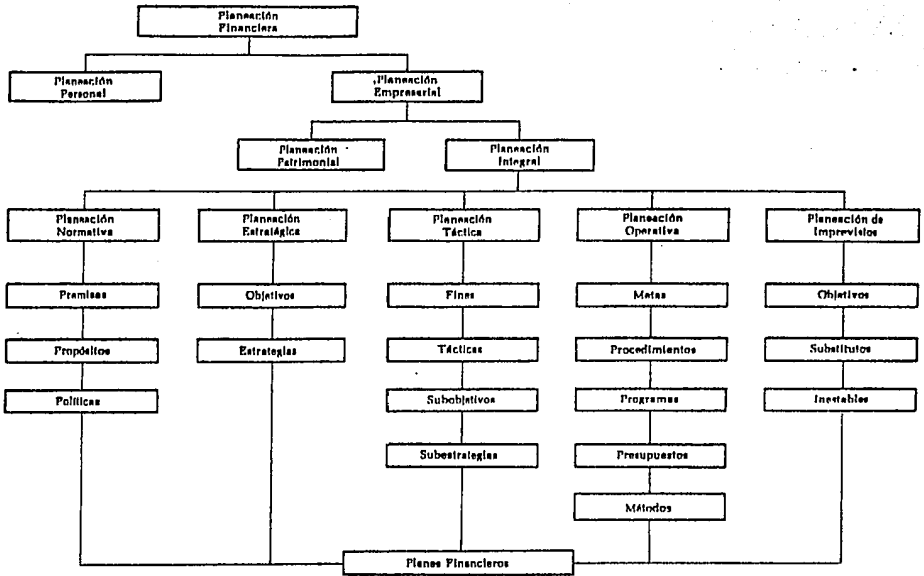 Planeación
Financiera
Planeación
Personal
Planeación
Empresarial
Planeación
Patrimonial
Planeación
Integral
Planeación
Normativa
Planeación
Estratégica
Planeación
Táctica
Planeación
Operativa
Planeación de
Imprevistos
Premisas
Objetivos
Fines
Metas
Objetivos
Propósitos
Estrategias
Tácticas
Procedimientos
Substitutos
Políticas
Subobjetivos
Programas
Inestables
Subestrategias
Presupuestos
Métodos
Planes Financieros